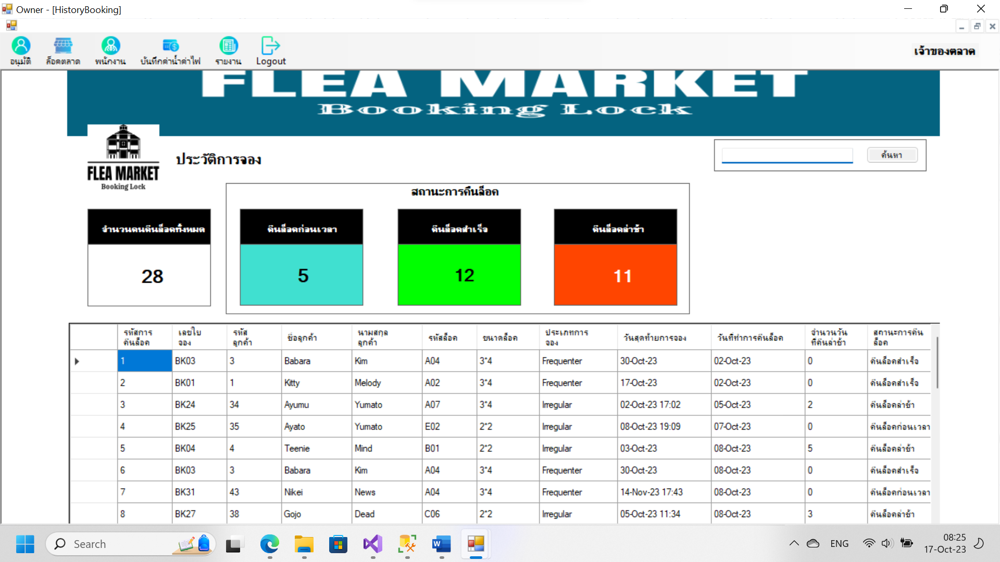 Owner - [HistoryBooking]
อนุมัติ
ล็อคตลาด
พนักงาน
บันทึกค่าน้ำค่าไฟ
รายงาน
Logout
เจ้าของตลาด
FLEA MARKET
Booking Lock
FLEA MARKET
Booking Lock
ประวัติการจอง
ค้นหา
สถานะการคืนล็อค
จำนวนคนคืนล็อคทั้งหมด
28
คืนล็อคก่อนเวลา
5
คืนล็อคสำเร็จ
12
คืนล็อคล่าช้า
11
รหัสการคืนล็อค เลขใบจอง รหัสลูกค้า ชื่อลูกค้า นามสกุลลูกค้า รหัสล็อค ขนาดล็อค ประเภทการจอง วันสุดท้ายการจอง วันที่ทำการคืนล็อค จำนวนวันที่คืนล่าช้า สถานะการคืนล็อค
1 BK03 3 Babara Kim A04 3*4 Frequenter 30-Oct-23 02-Oct-23 0 คืนล็อคสำเร็จ
2 BK01 1 Kitty Melody A02 3*4 Frequenter 17-Oct-23 02-Oct-23 0 คืนล็อคสำเร็จ
3 BK24 34 Ayumu Yumato A07 3*4 Irregular 02-Oct-23 17:02 05-Oct-23 2 คืนล็อคล่าช้า
4 BK25 35 Ayato Yumato E02 2*2 Irregular 08-Oct-23 19:09 07-Oct-23 0 คืนล็อคก่อนเวลา
5 BK04 4 Teenie Mind B01 2*2 Irregular 03-Oct-23 08-Oct-23 5 คืนล็อคล่าช้า
6 BK03 3 Babara Kim A04 3*4 Frequenter 30-Oct-23 08-Oct-23 0 คืนล็อคสำเร็จ
7 BK31 43 Nikei News A04 3*4 Frequenter 14-Nov-23 17:43 08-Oct-23 0 คืนล็อคก่อนเวลา
8 BK27 38 Gojo Dead C06 2*2 Irregular 05-Oct-23 11:34 08-Oct-23 3 คืนล็อคล่าช้า
Search
ENG
08:25
17-Oct-23